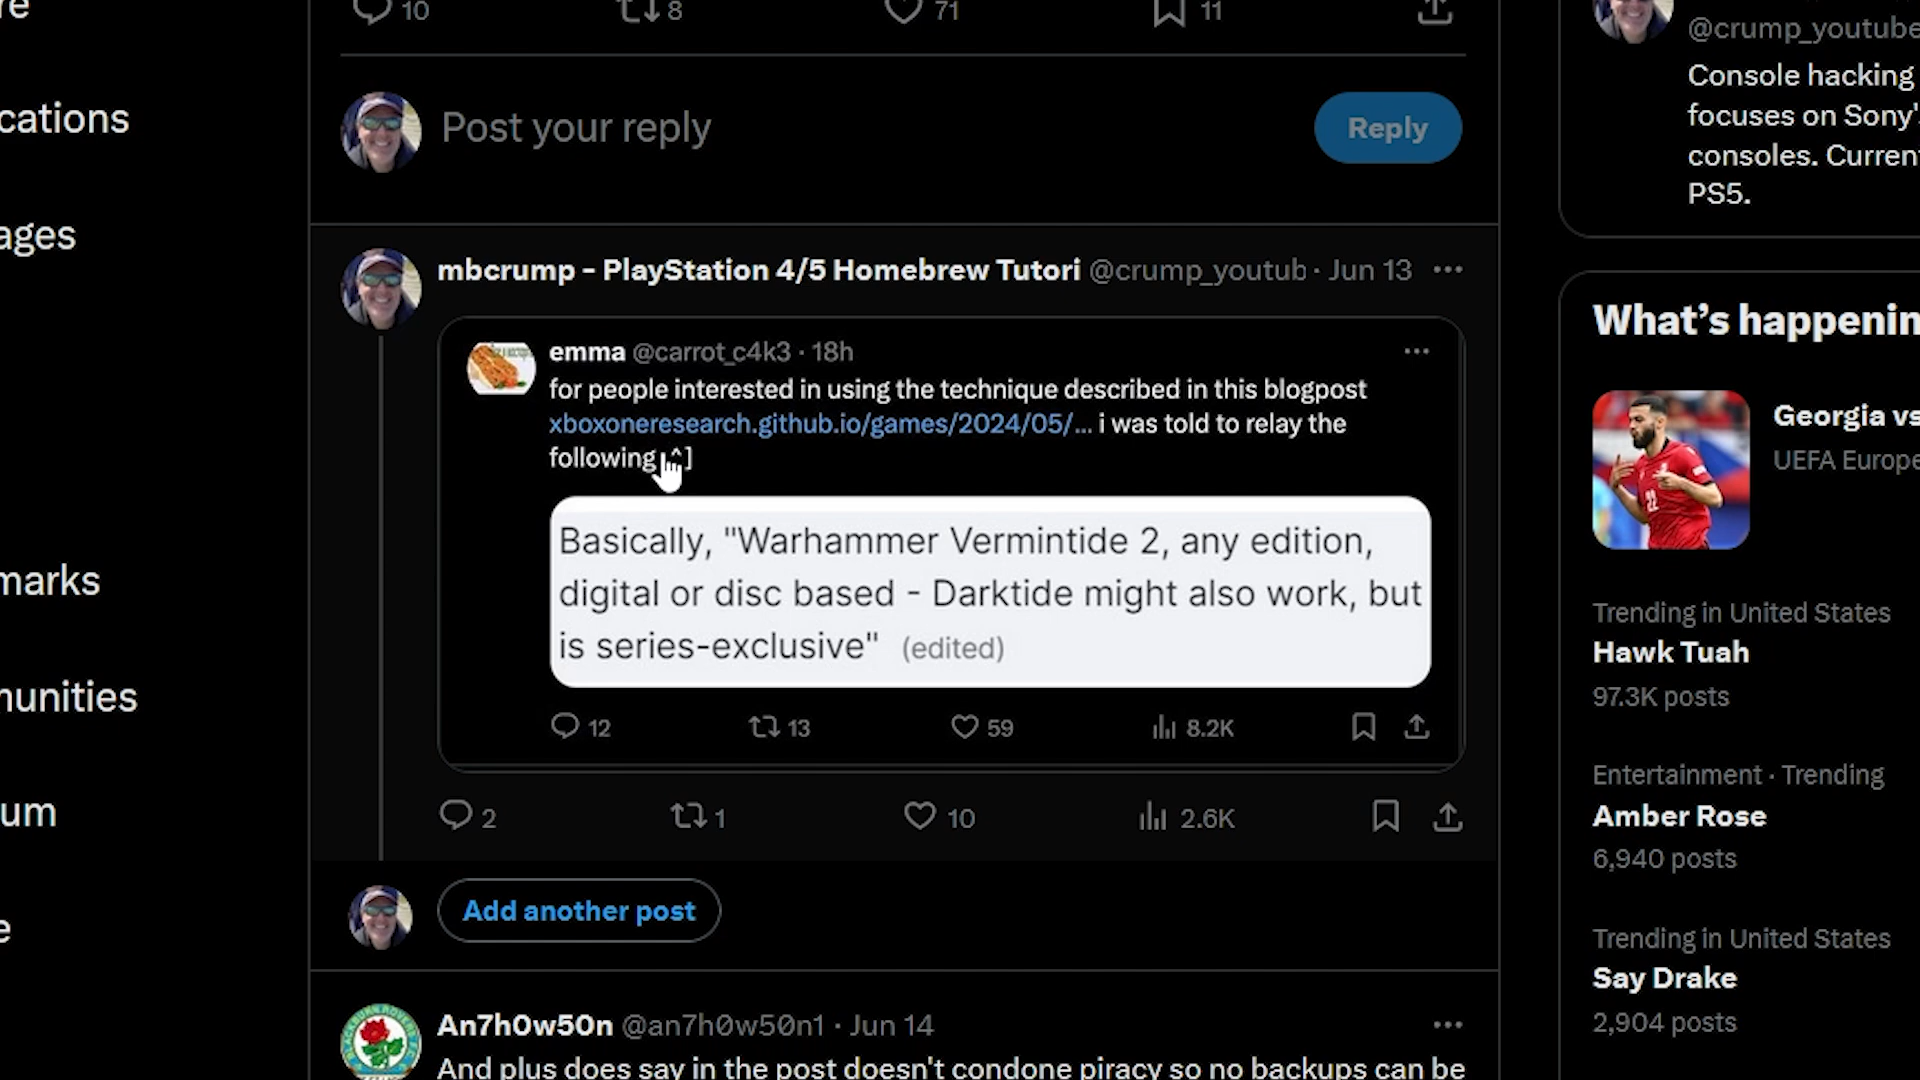 re
10 8 71 11
cations
ages
marks
munities
um
e
Post your reply
Reply
mbcrump - PlayStation 4/5 Homebrew Tutori @crump_youtub · Jun 13
emma @carrot_c4k3 · 18h
for people interested in using the technique described in this blogpost
xboxoneresearch.github.io/games/2024/05/... i was told to relay the
following ^]
Basically, "Warhammer Vermintide 2, any edition,
digital or disc based - Darktide might also work, but
is series-exclusive" (edited)
12 13 59 8.2K
2 1 10 2.6K
Add another post
An7h0w50n @an7h0w50n1 · Jun 14
And plus does say in the post doesn't condone piracy so no backups can be
@crump_youtube
Console hacking
focuses on Sony'
consoles. Current
PS5.
What's happenin
Georgia vs
UEFA Europe
Trending in United States
Hawk Tuah
97.3K posts
Entertainment · Trending
Amber Rose
6,940 posts
Trending in United States
Say Drake
2,904 posts